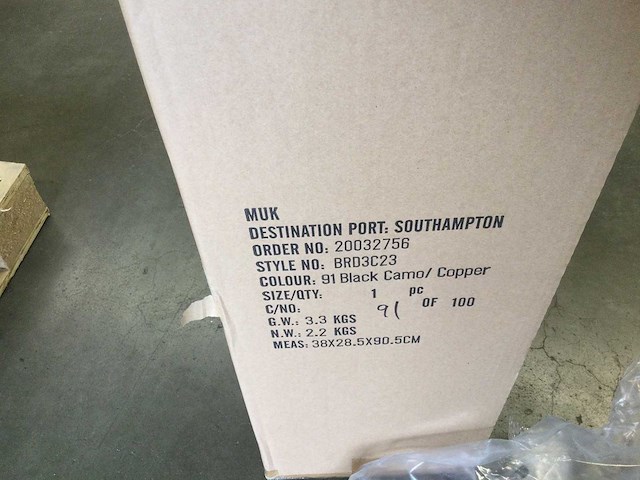 MUK
DESTINATION PORT: SOUTHAMPTON
ORDER NO: 20032756
STYLE NO: BRD3C23
COLOUR: 91 Black Camo/ Copper
SIZE/QTY: 1 pc
C/NO: 91 OF 100
G.W.: 3.3 KGS
N.W.: 2.2 KGS
MEAS: 38X28.5X90.5CM